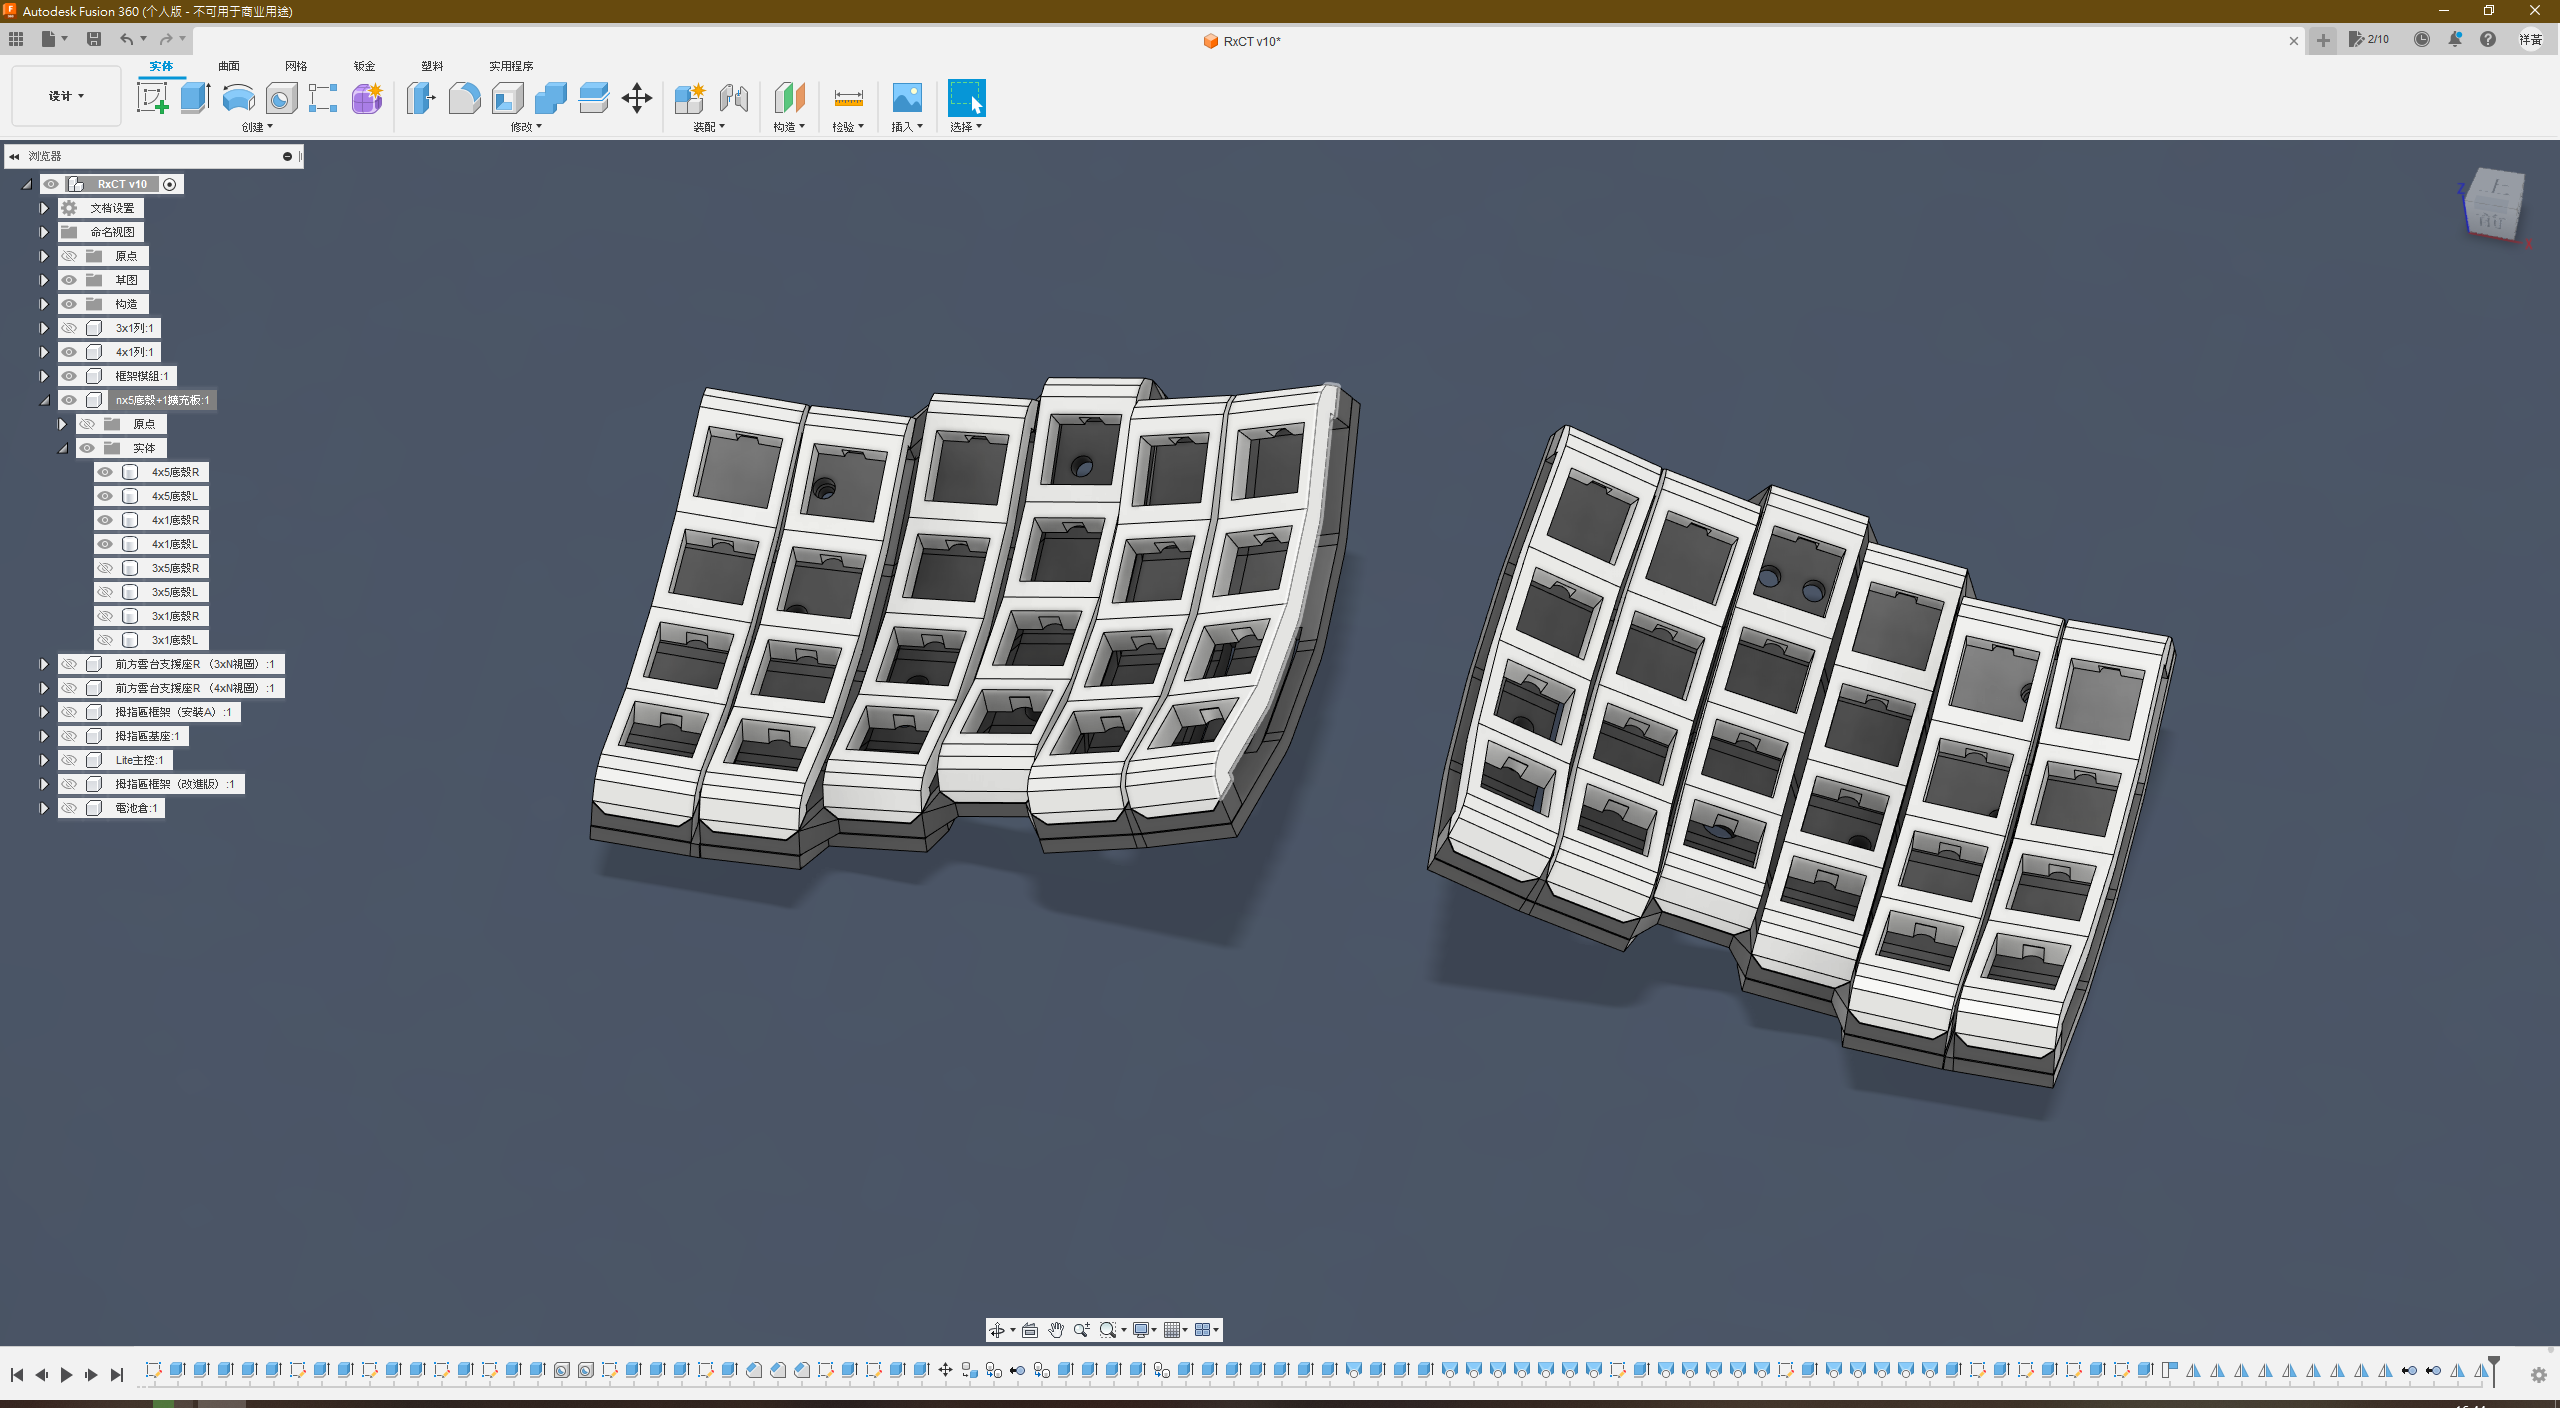 Autodesk Fusion 360 (个人版 - 不可用于商业用途)
RxCT v10*
2/10
祥黃
实体 曲面 网格 钣金 塑料 实用程序
设计
创建 修改 装配 构造 检验 插入 选择
浏览器
RxCT v10
文档设置
命名视图
原点
草图
构造
3x1列:1
4x1列:1
框架模組:1
nx5底殼+1擴充板:1
原点
实体
4x5底殼R
4x5底殼L
4x1底殼R
4x1底殼L
3x5底殼R
3x5底殼L
3x1底殼R
3x1底殼L
前方雲台支援座R（3xN視圖）:1
前方雲台支援座R（4xN視圖）:1
拇指區框架（安裝A）:1
拇指區基座:1
Lite主控:1
拇指區框架（改進版）:1
電池倉:1
上
前
Z
X